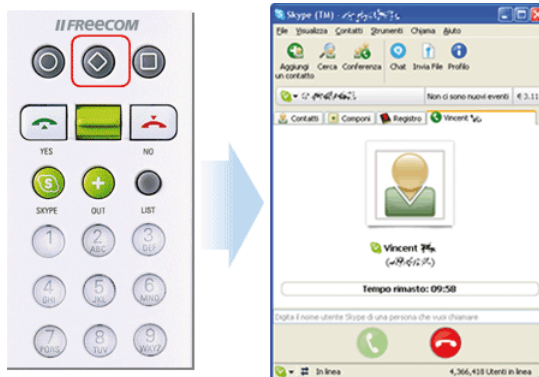 FREECOM
YES
NO
SKYPE
OUT
LIST
1
2
ABC
3
DEF
4
GHI
5
JKL
6
MNO
7
PQRS
8
TUV
9
WXYZ
Skype (TM) -
File Visualizza Contatti Strumenti Chiama Aiuto
Aggiungi un contatto
Cerca
Conferenza
Chat
Invia File
Profilo
Non ci sono nuovi eventi
€ 3.11
Contatti
Componi
Registro
Vincent
Vincent
Tempo rimasto: 09:58
Digita il nome utente Skype di una persona che vuoi chiamare
In linea
4,366,418 Utenti in linea